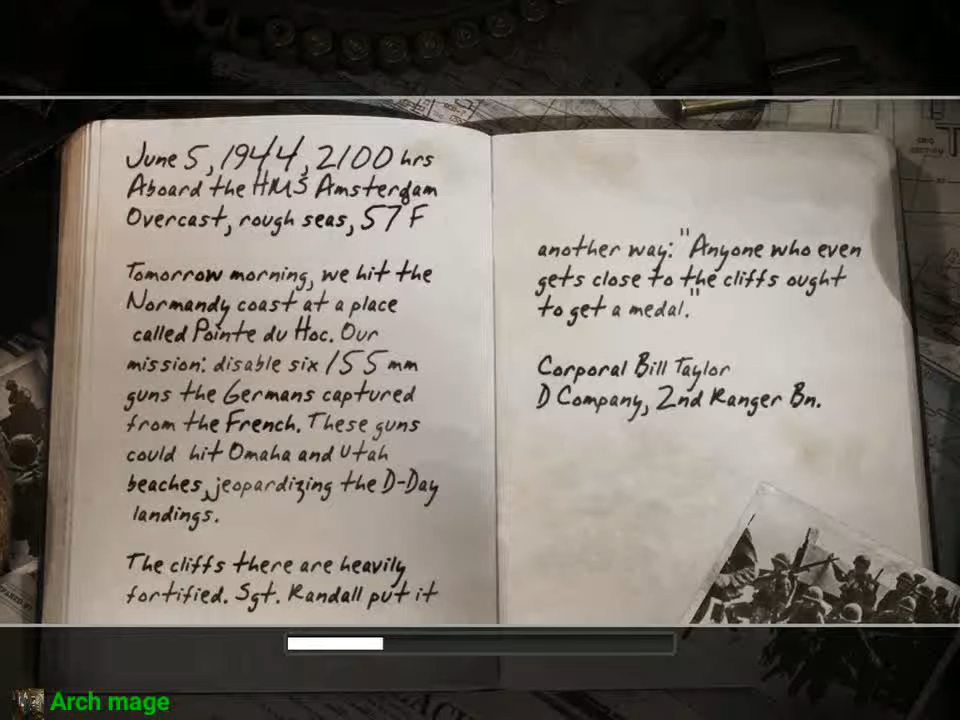 June 5, 1944, 2100 hrs
Aboard the HMS Amsterdam
Overcast, rough seas, 57 F
Tomorrow morning, we hit the
Normandy coast at a place
called Pointe du Hoc. Our
mission: disable six 155 mm
guns the Germans captured
from the French. These guns
could hit Omaha and Utah
beaches, jeopardizing the D-Day
landings.
The cliffs there are heavily
fortified. Sgt. Randall put it
another way: "Anyone who even
gets close to the cliffs ought
to get a medal."
Corporal Bill Taylor
D Company, 2nd Ranger Bn.
Arch mage